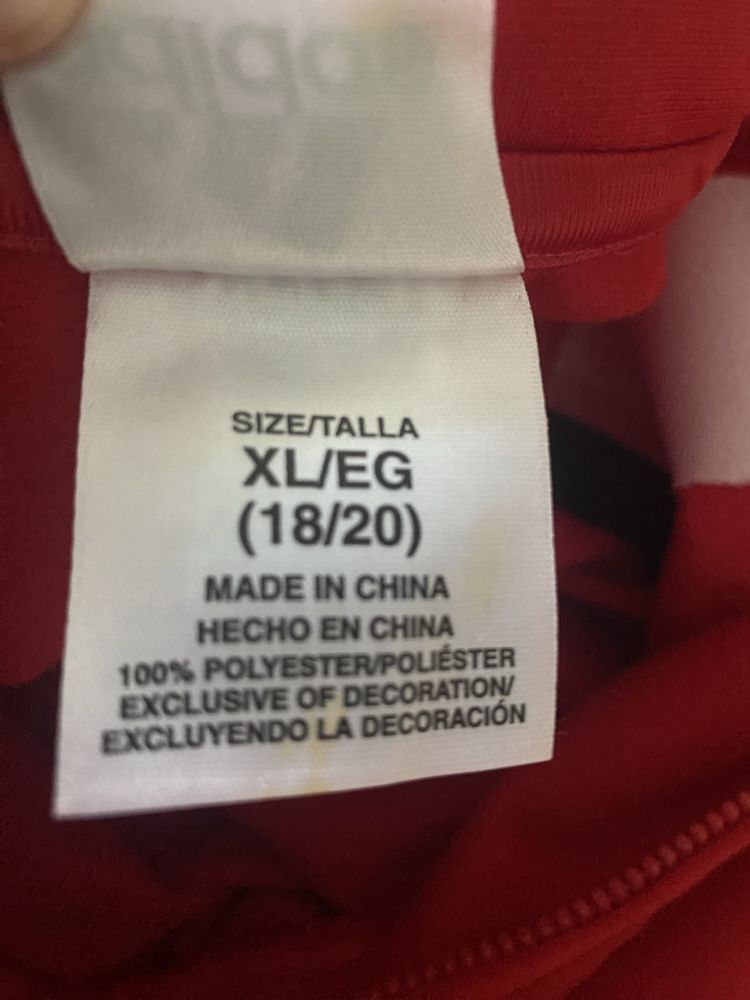 adidas
SIZE/TALLA
XL/EG
(18/20)
MADE IN CHINA
HECHO EN CHINA
100% POLYESTER/POLIÉSTER
EXCLUSIVE OF DECORATION/
EXCLUYENDO LA DECORACIÓN